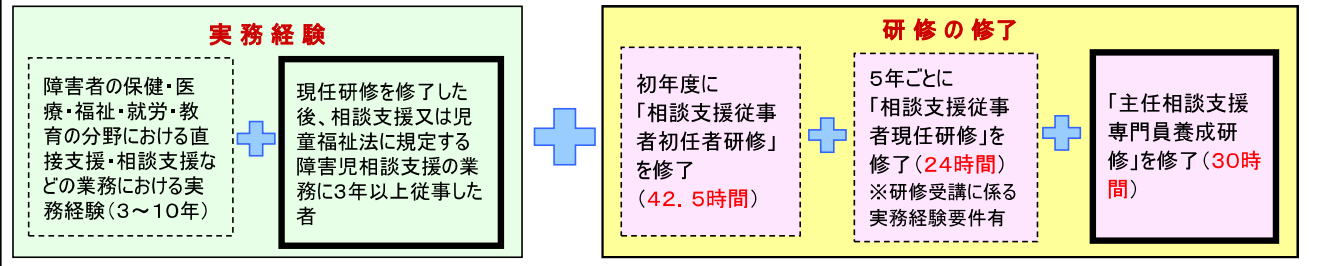 実務経験
障害者の保健・医
療・福祉・就労・教
育の分野における直
接支援・相談支援な
どの業務における実
務経験（3～10年）
現任研修を修了した
後、相談支援又は児
童福祉法に規定する
障害児相談支援の業
務に3年以上従事した
者
研修の修了
初年度に
「相談支援従事
者初任者研修」
を修了
（42．5時間）
5年ごとに
「相談支援従事
者現任研修」を
修了（24時間）
※研修受講に係る
実務経験要件有
「主任相談支援
専門員養成研
修」を修了（30時
間）